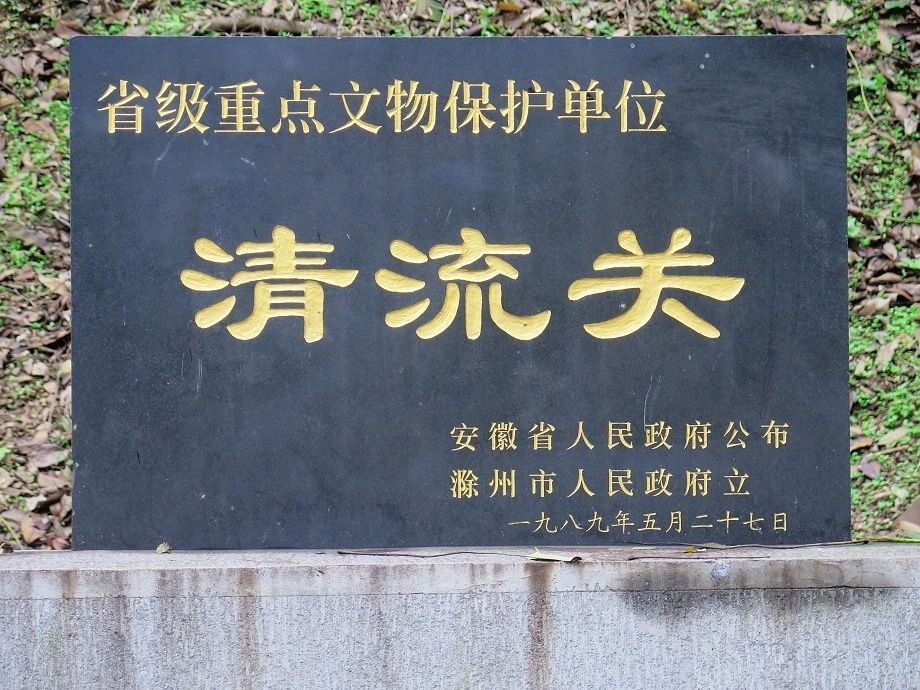 省级重点文物保护单位
清流关
安徽省人民政府公布
滁州市人民政府立
一九八九年五月二十七日